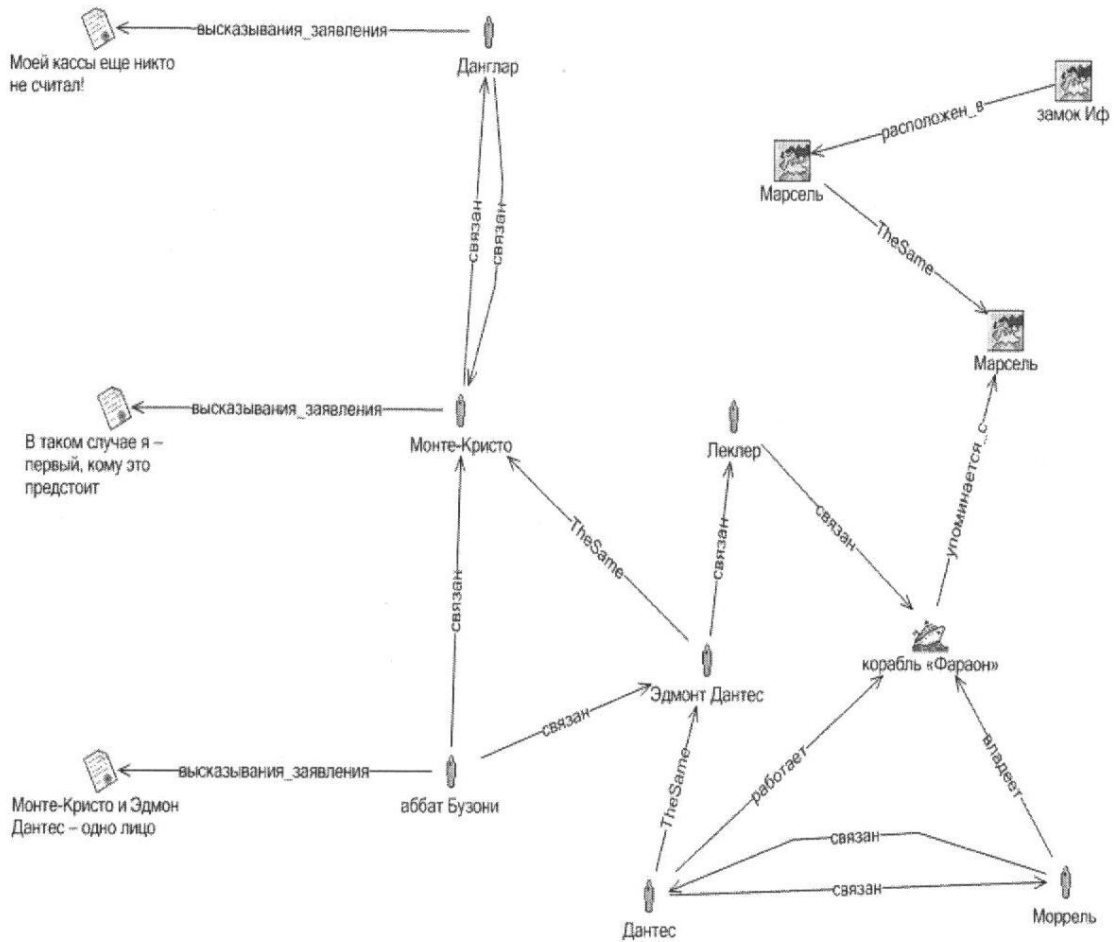 высказывания_заявления
Моей кассы еще никто
не считал!
Данглар
замок Иф
расположен_в
Марсель
связан
связан
TheSame
Марсель
высказывания_заявления
В таком случае я –
первый, кому это
предстоит
Монте-Кристо
Леклер
упоминается_с
связан
TheSame
связан
связан
корабль «Фараон»
Эдмонт Дантес
связан
высказывания_заявления
Монте-Кристо и Эдмон
Дантес – одно лицо
аббат Бузони
TheSame
работает
владеет
связан
связан
Дантес
Моррель